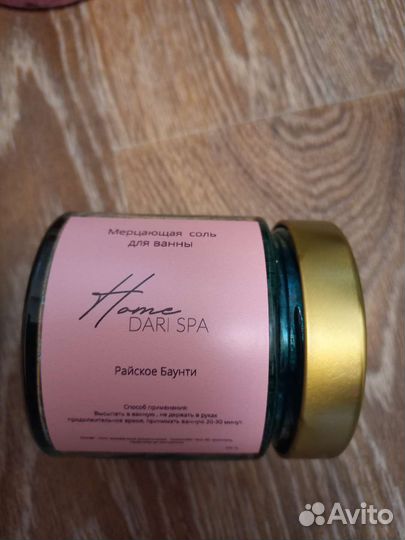 Мерцающая соль
для ванны
Home
DARI SPA
Райское Баунти
Способ применения:
Высыпать в ванную, не держать в руках
продолжительное время, принимать ванную 20-30 минут.
Avito